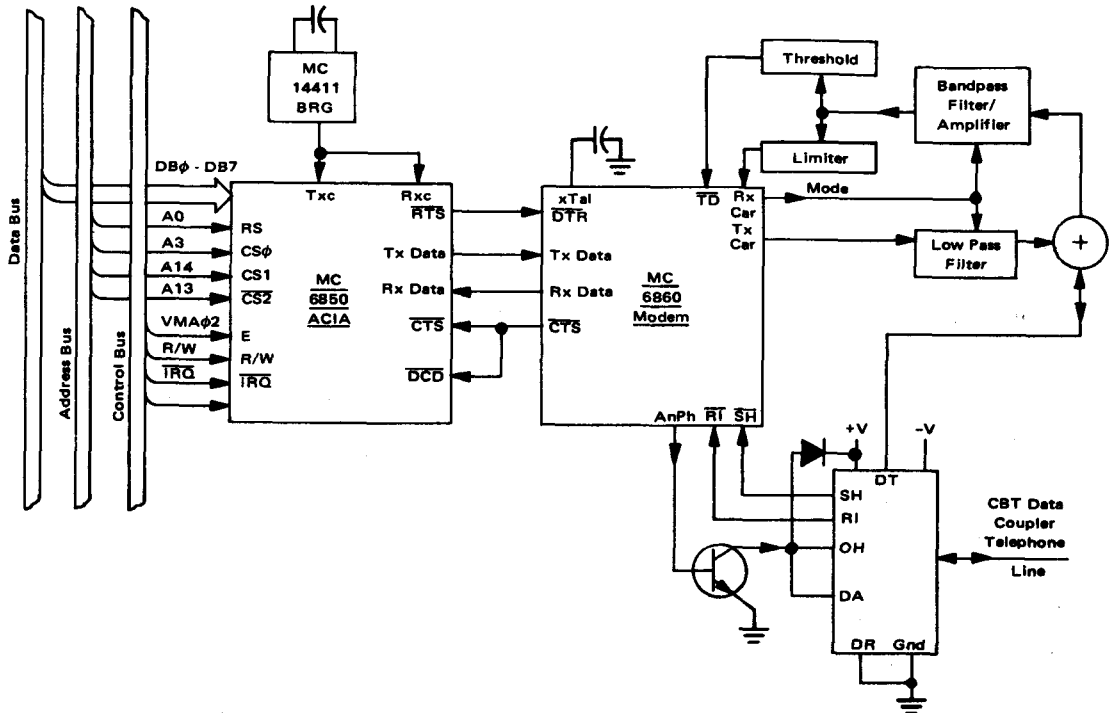 MC
14411
BRG
Threshold
Bandpass
Filter/
Amplifier
Limiter
Mode
Low Pass
Filter
+
Data Bus
Address Bus
Control Bus
DBφ - DB7
A0
A3
A14
A13
VMAφ2
R/W
IRQ
Txc
Rxc
RTS
RS
CSφ
CS1
CS2
E
R/W
IRQ
MC
6850
ACIA
Tx Data
Rx Data
CTS
DCD
xTal
DTR
Tx Data
Rx Data
CTS
MC
6860
Modem
TD
Rx
Car
Tx
Car
AnPh
RI
SH
+V
-V
DT
SH
RI
OH
DA
DR
Gnd
CBT Data
Coupler
Telephone
Line